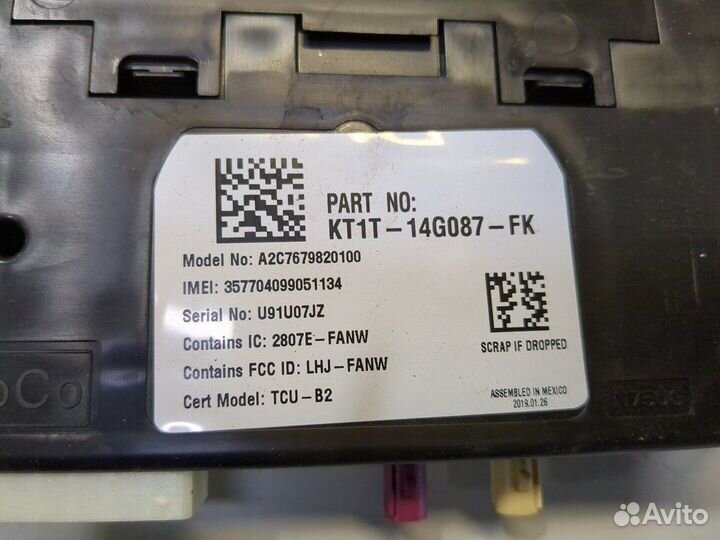 PART NO:
KT1T-14G087-FK
Model No: A2C7679820100
IMEI: 357704099051134
Serial No: U91U07JZ
Contains IC: 2807E-FANW
Contains FCC ID: LHJ-FANW
Cert Model: TCU-B2
SCRAP IF DROPPED
ASSEMBLED IN MEXICO
2019.01.26
Avito